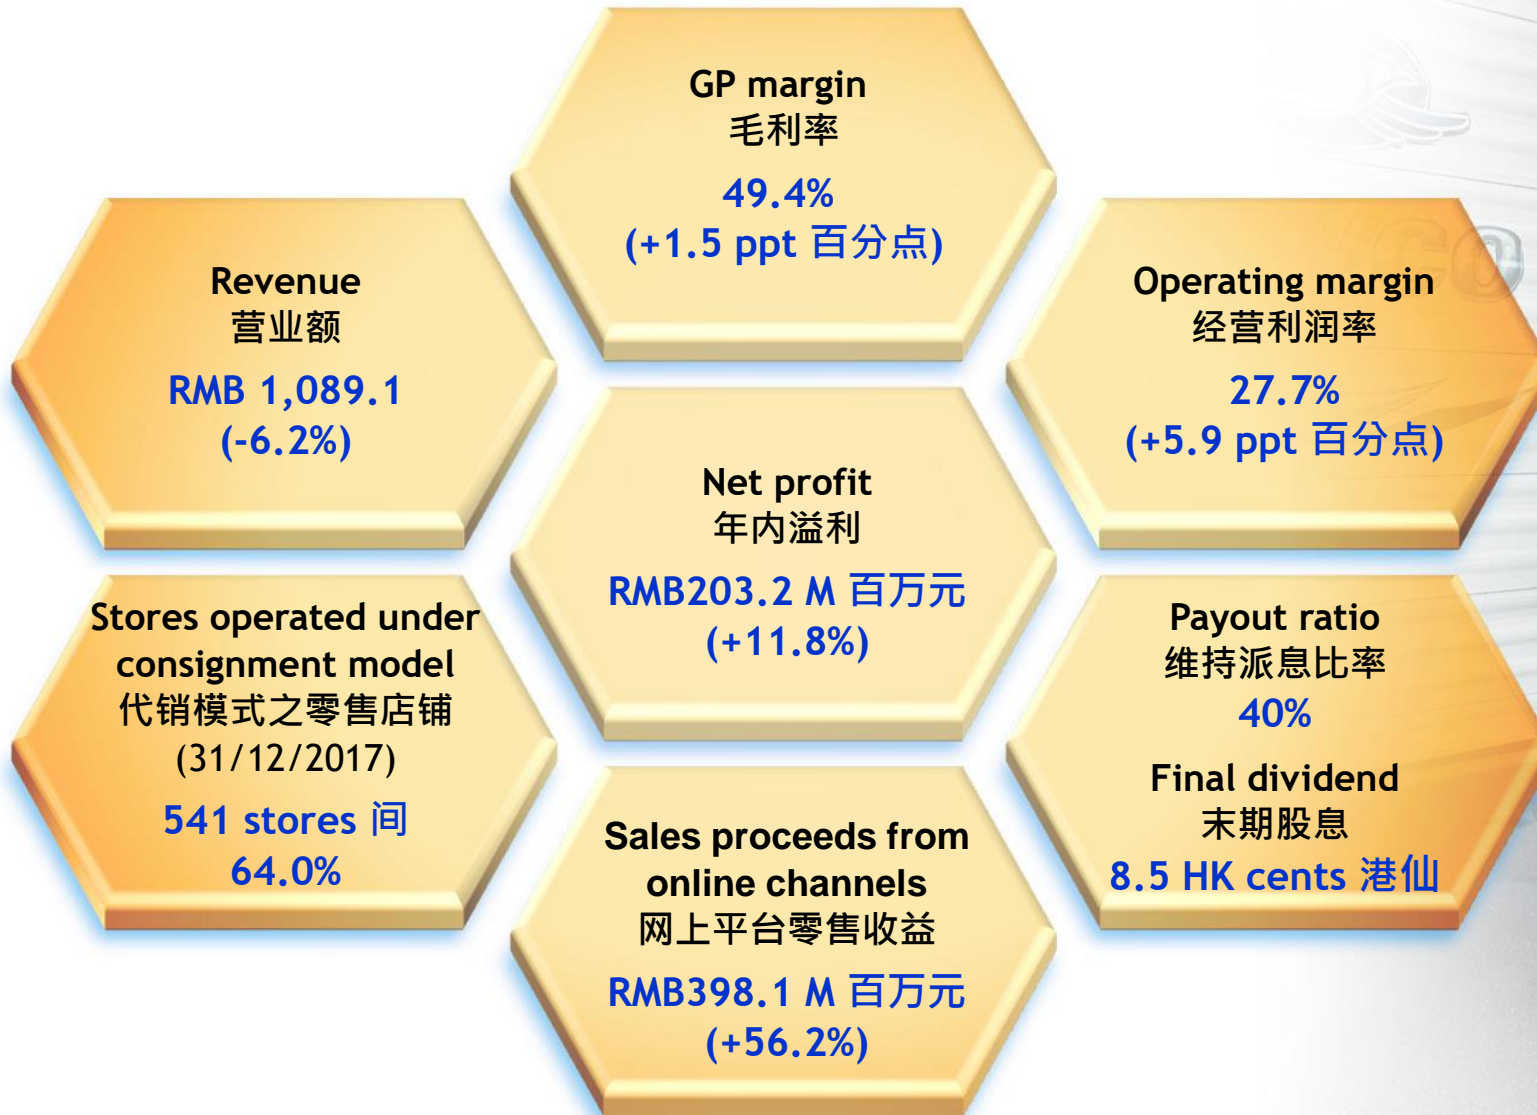 GP margin
毛利率
49.4%
(+1.5 ppt 百分点)
Revenue
营业额
RMB 1,089.1
(-6.2%)
Operating margin
经营利润率
27.7%
(+5.9 ppt 百分点)
Net profit
年内溢利
RMB203.2 M 百万元
(+11.8%)
Stores operated under
consignment model
代销模式之零售店铺
(31/12/2017)
541 stores 间
64.0%
Payout ratio
维持派息比率
40%
Final dividend
末期股息
8.5 HK cents 港仙
Sales proceeds from
online channels
网上平台零售收益
RMB398.1 M 百万元
(+56.2%)